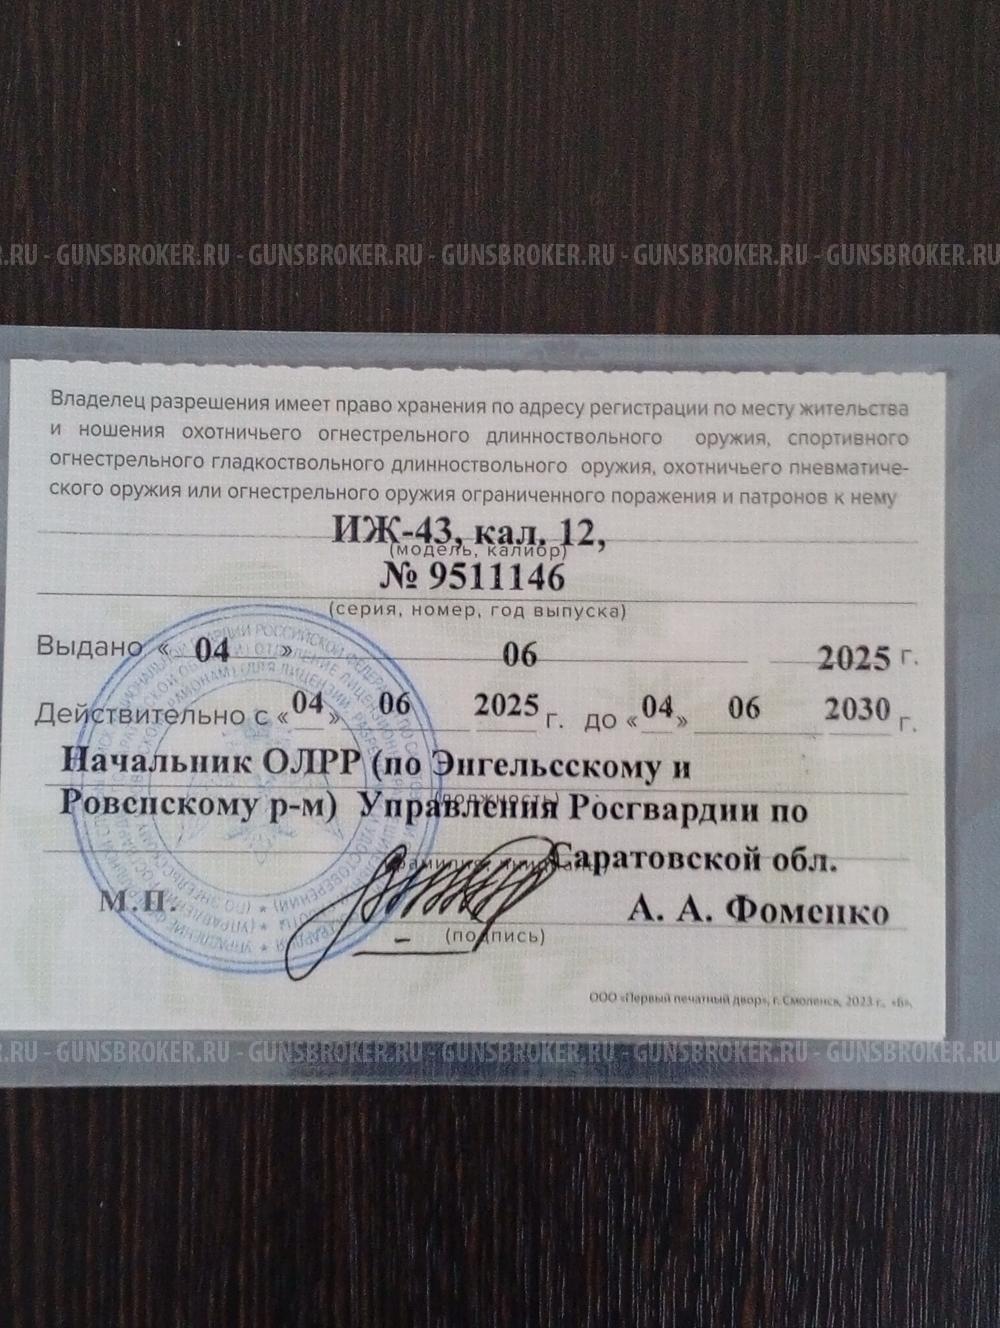 .RU - GUNSBROKER.RU - GUNSBROKER.RU - GUNSBROKER.RU - GUNSBROKER.RU - GUNSBROKER.RU
Владелец разрешения имеет право хранения по адресу регистрации по месту жительства
и ношения охотничьего огнестрельного длинноствольного оружия, спортивного
огнестрельного гладкоствольного длинноствольного оружия, охотничьего пневматиче-
ского оружия или огнестрельного оружия ограниченного поражения и патронов к нему
ИЖ-43, кал. 12,
(модель, калибр)
№ 9511146
(серия, номер, год выпуска)
Выдано « 04 » 06 2025 г.
Действительно с « 04 » 06 2025 г. до « 04 » 06 2030 г.
Начальник ОЛРР (по Энгельсскому и
Ровенскому р-м) Управления Росгвардии по
(должность)
Саратовской обл.
М.П. А. А. Фоменко
(подпись)
ООО «Первый печатный двор», г. Смоленск, 2023 г., «Б».
.RU - GUNSBROKER.RU - GUNSBROKER.RU - GUNSBROKER.RU - GUNSBROKER.RU - GUNSBROKER.RU